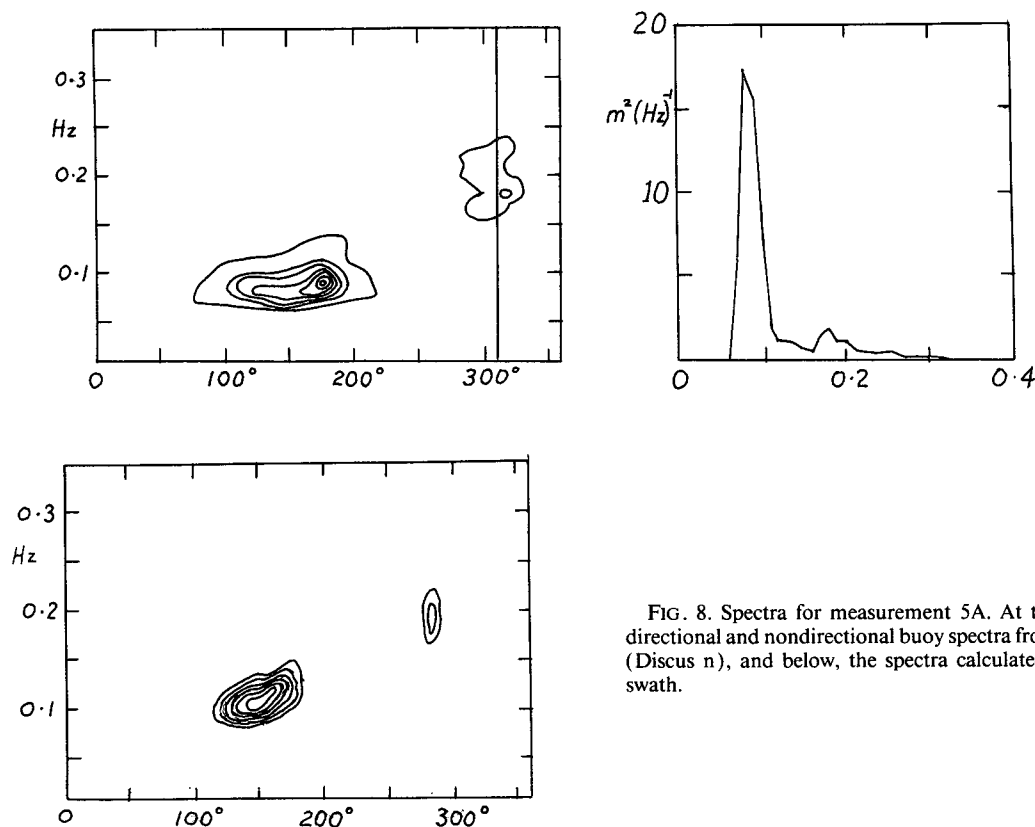 0.3
Hz
0.2
0.1
0 100° 200° 300°
20
m²(Hz)⁻¹
10
0 0.2 0.4
0.3
Hz
0.2
0.1
0 100° 200° 300°
FIG. 8. Spectra for measurement 5A. At t
directional and nondirectional buoy spectra fro
(Discus n), and below, the spectra calculate
swath.